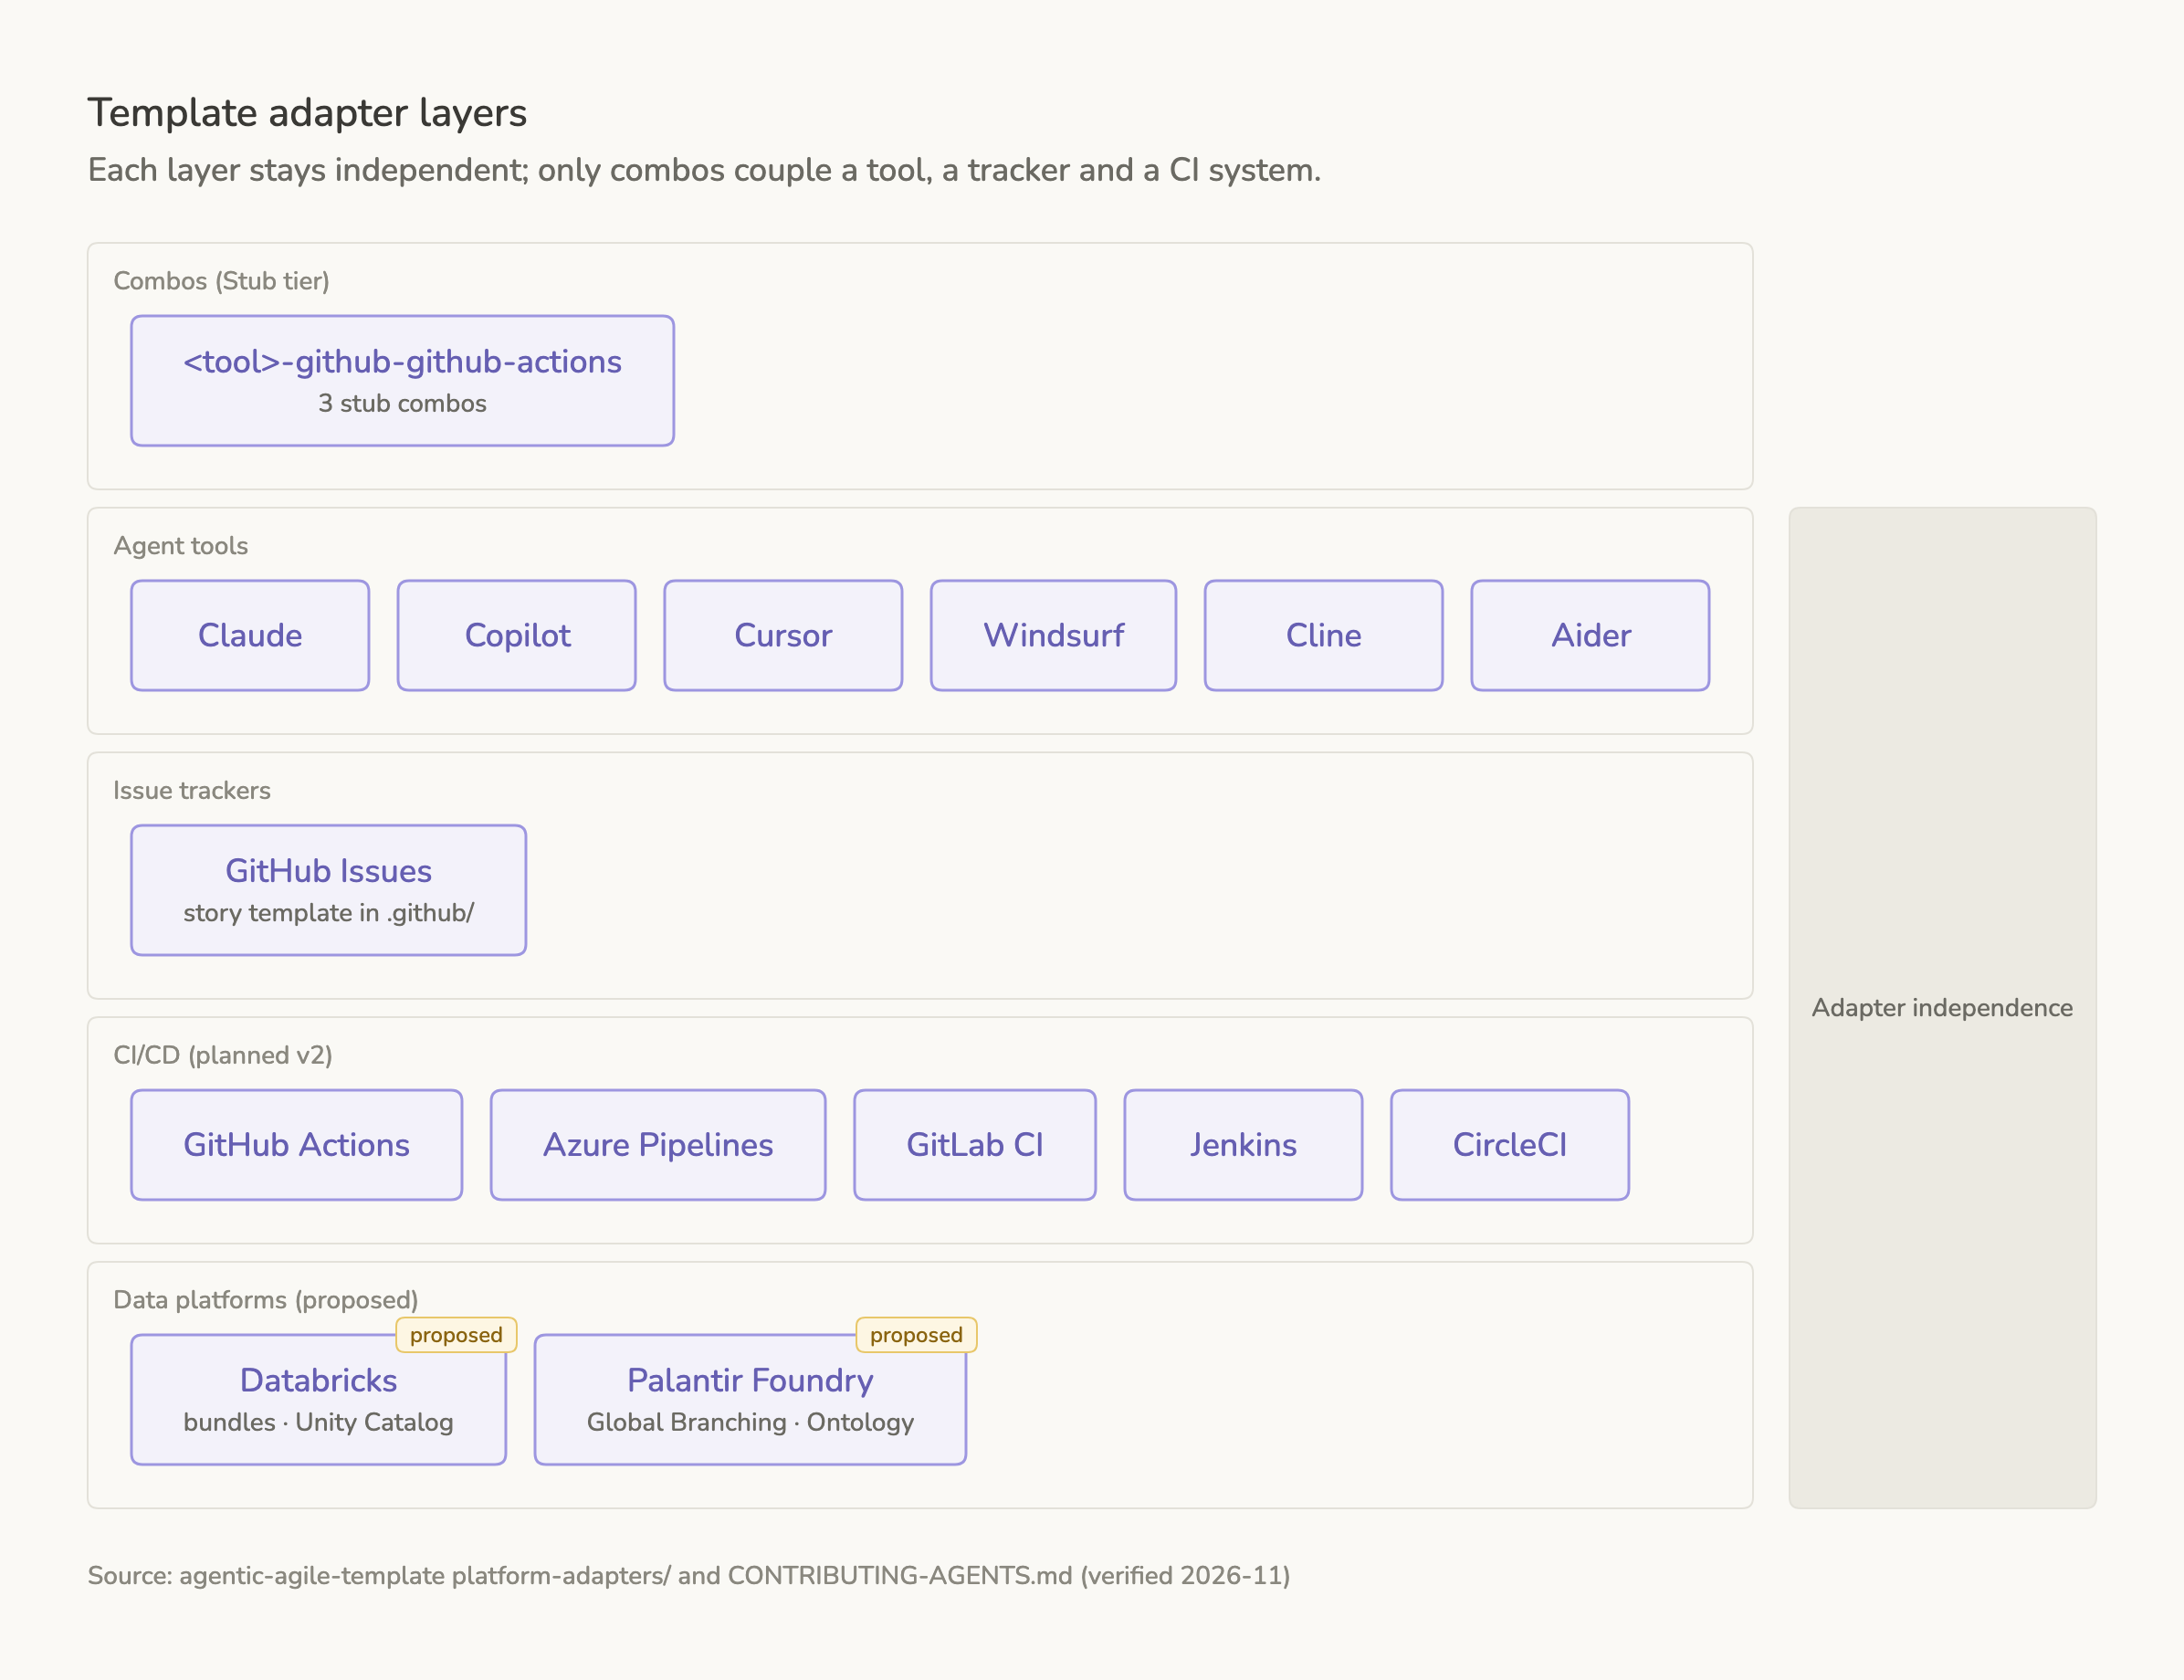 Template adapter layers
Each layer stays independent; only combos couple a tool, a tracker and a CI system.
Combos (Stub tier)
<tool>-github-github-actions
3 stub combos
Agent tools
Claude
Copilot
Cursor
Windsurf
Cline
Aider
Issue trackers
GitHub Issues
story template in .github/
Adapter independence
CI/CD (planned v2)
GitHub Actions
Azure Pipelines
GitLab CI
Jenkins
CircleCI
Data platforms (proposed)
proposed
Databricks
bundles · Unity Catalog
proposed
Palantir Foundry
Global Branching · Ontology
Source: agentic-agile-template platform-adapters/ and CONTRIBUTING-AGENTS.md (verified 2026-11)